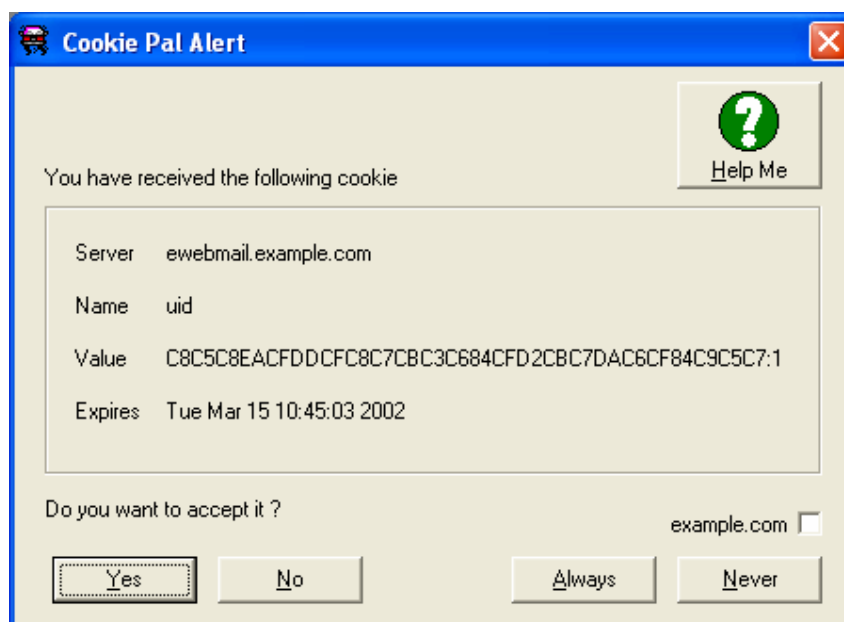 Cookie Pal Alert
Help Me
You have received the following cookie
Server ewebmail.example.com
Name uid
Value C8C5C8EACFDDCFC8C7CBC3C684CFD2CBC7DAC6CF84C9C5C7:1
Expires Tue Mar 15 10:45:03 2002
Do you want to accept it ?
example.com
Yes No Always Never